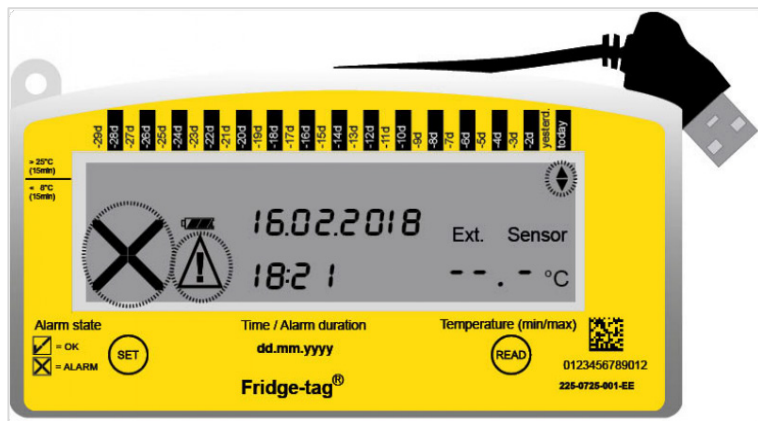 -29d
-28d
-27d
-26d
-25d
-24d
-23d
-22d
-21d
-20d
-19d
-18d
-17d
-16d
-15d
-14d
-13d
-12d
-11d
-10d
-9d
-8d
-7d
-6d
-5d
-4d
-3d
-2d
yesterd.
today
> 25°C
(15min)
< 8°C
(15min)
16.02.2018
Ext. Sensor
18:21
--.- °C
Alarm state
= OK
= ALARM
SET
Time / Alarm duration
dd.mm.yyyy
Fridge-tag®
Temperature (min/max)
READ
0123456789012
225-0725-001-EE